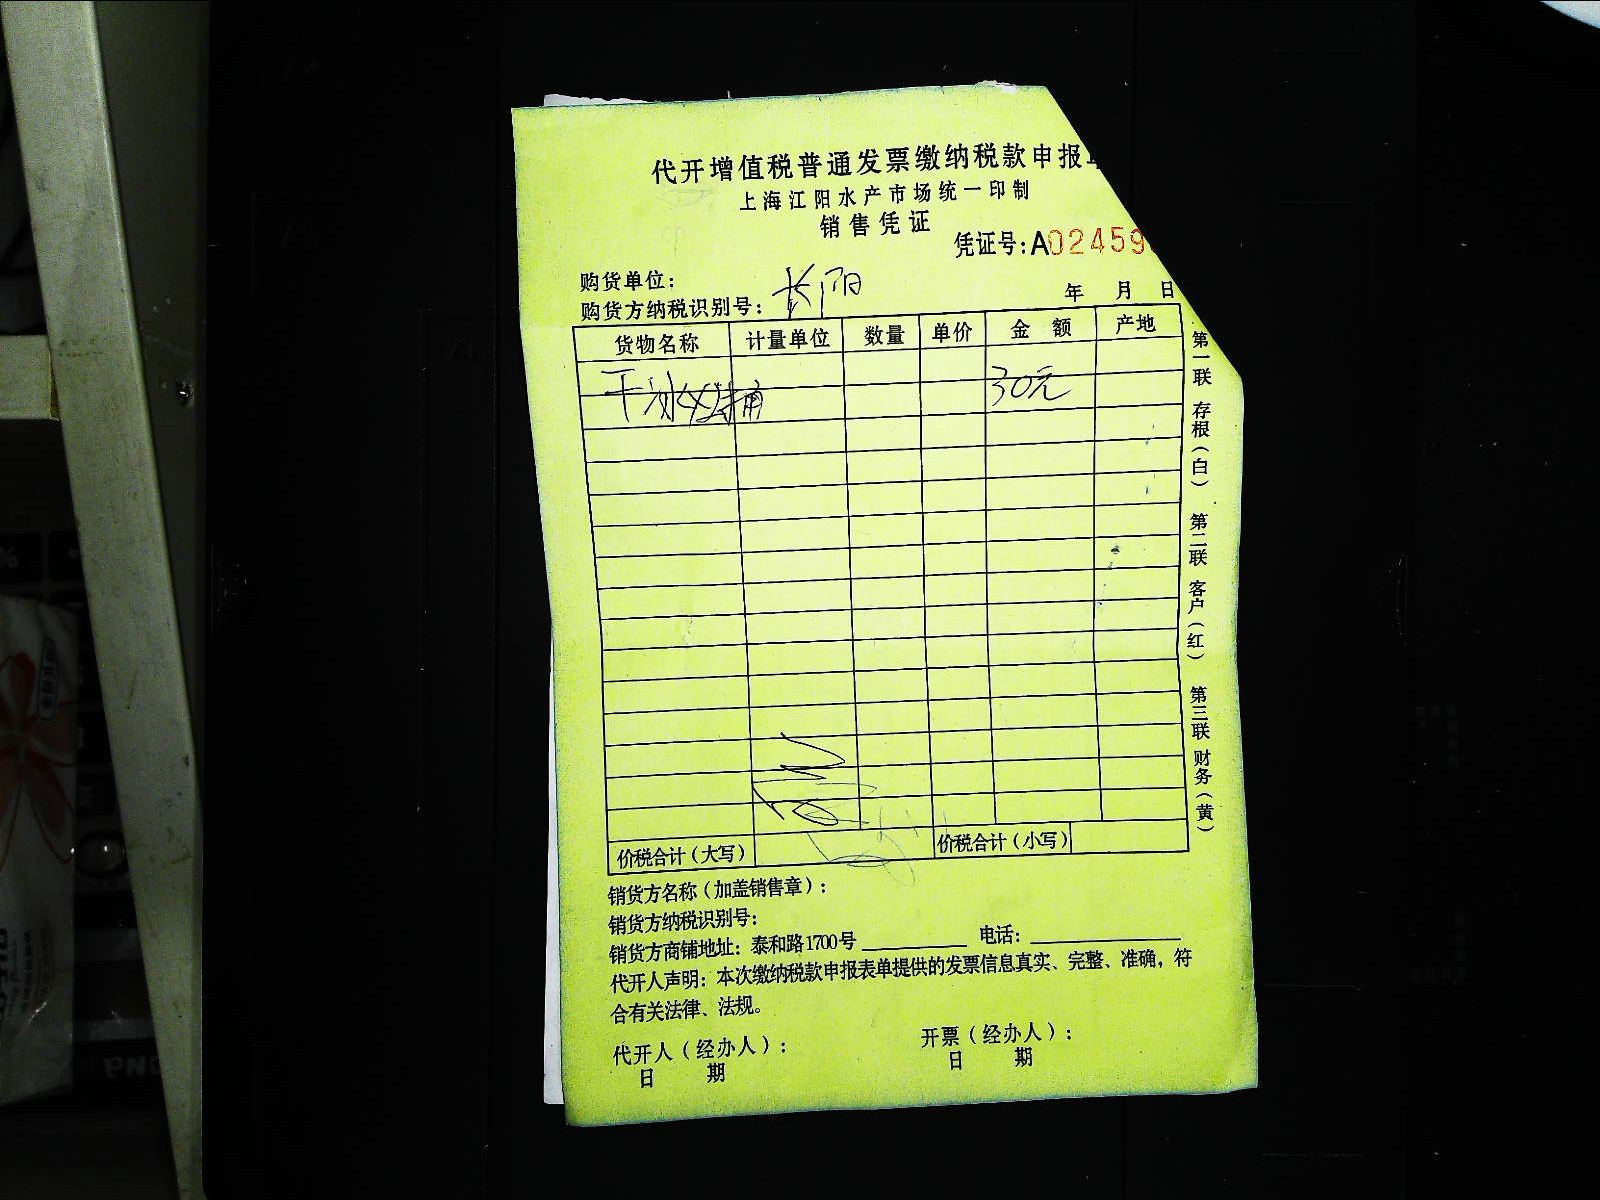 代开增值税普通发票缴纳税款申报
上海江阳水产市场统一印制
销售凭证
凭证号:A02459
购货单位:
购货方纳税识别号: 长阳
年 月 日
货物名称 计量单位 数量 单价 金 额 产地
干冰 30元
价税合计(大写) 价税合计(小写)
销货方名称(加盖销售章):
销货方纳税识别号:
销货方商铺地址: 泰和路1700号 电话:
代开人声明: 本次缴纳税款申报表单提供的发票信息真实、完整、准确, 符
合有关法律、法规。
代开人(经办人): 开票(经办人):
日 期 日 期
第一联 存根(白) 第二联 客户(红) 第三联 财务(黄)